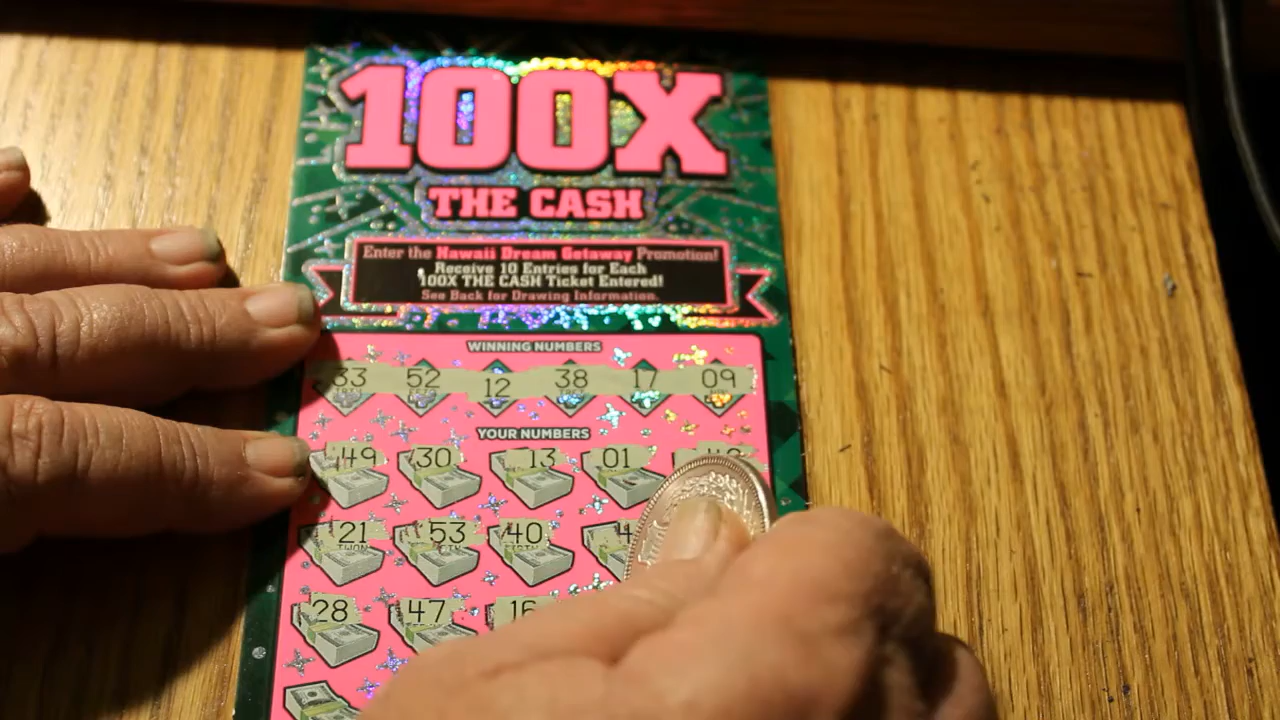 100X
THE CASH
Enter the Hawaii Dream Getaway Promotion!
Receive 10 Entries for Each
100X THE CASH Ticket Entered!
See Back for Drawing Information.
WINNING NUMBERS
33 52 12 38 17 09
YOUR NUMBERS
49 30 13 01
21 53 40
TWON
28 47 16